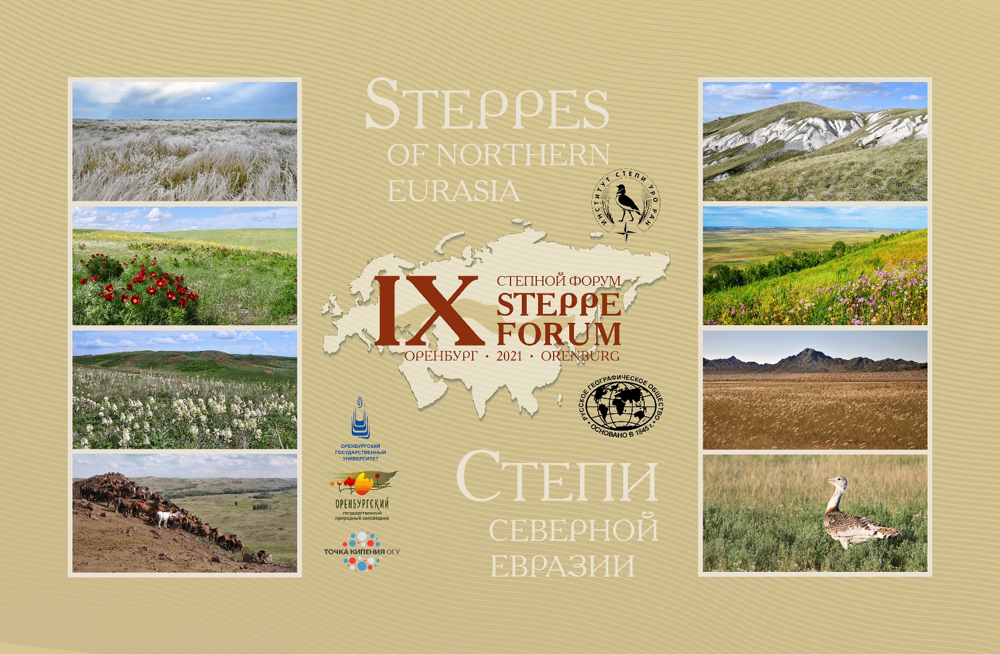 STEPPES
OF NORTHERN
EURASIA
ИНСТИТУТ СТЕПИ УРО РАН
IX
СТЕПНОЙ ФОРУМ
STEPPE
FORUM
ОРЕНБУРГ • 2021 • ORENBURG
РУССКОЕ ГЕОГРАФИЧЕСКОЕ ОБЩЕСТВО
• ОСНОВАНО В 1845 г. •
ОРЕНБУРГСКИЙ
ГОСУДАРСТВЕННЫЙ
УНИВЕРСИТЕТ
ОРЕНБУРГСКИЙ
государственный
природный заповедник
ТОЧКА КИПЕНИЯ ОГУ
СТЕПИ
СЕВЕРНОЙ
ЕВРАЗИИ